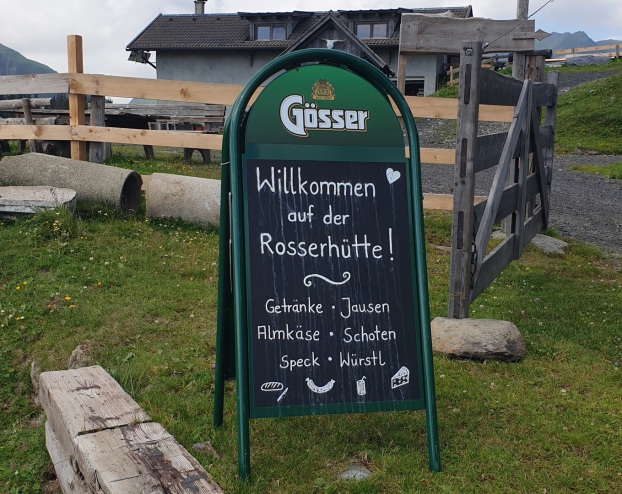 Gösser
Willkommen
auf der
Rosserhütte!
Getränke · Jausen
Almkäse · Schoten
Speck · Würstl